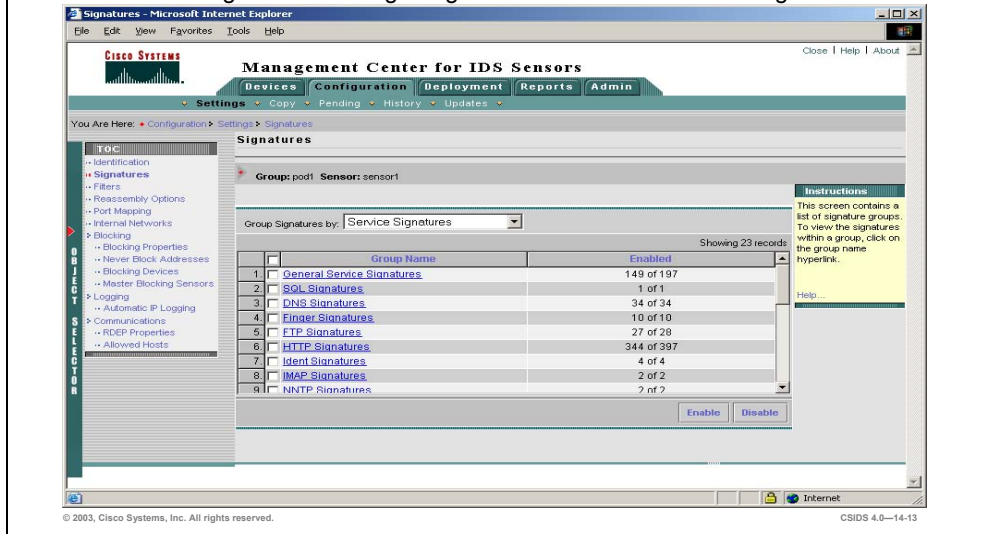 Signatures - Microsoft Internet Explorer
File Edit View Favorites Tools Help
Close | Help | About
CISCO SYSTEMS
Management Center for IDS Sensors
Devices Configuration Deployment Reports Admin
Settings Copy Pending History Updates
You Are Here: Configuration > Settings > Signatures
TOC
Identification
Signatures
Filters
Reassembly Options
Port Mapping
Internal Networks
Blocking
Blocking Properties
Never Block Addresses
Blocking Devices
Master Blocking Sensors
Logging
Automatic IP Logging
Communications
RDEP Properties
Allowed Hosts
OBJECT SELECTOR
Signatures
Group: pod1 Sensor: sensor1
Group Signatures by: Service Signatures
Showing 23 records
Group Name Enabled
1. General Service Signatures 149 of 197
2. SQL Signatures 1 of 1
3. DNS Signatures 34 of 34
4. Finger Signatures 10 of 10
5. FTP Signatures 27 of 28
6. HTTP Signatures 344 of 397
7. Ident Signatures 4 of 4
8. IMAP Signatures 2 of 2
9. NNTP Signatures 2 of 2
Enable Disable
Instructions
This screen contains a
list of signature groups.
To view the signatures
within a group, click on
the group name
hyperlink.
Help...
Internet
© 2003, Cisco Systems, Inc. All rights reserved.
CSIDS 4.0—14-13